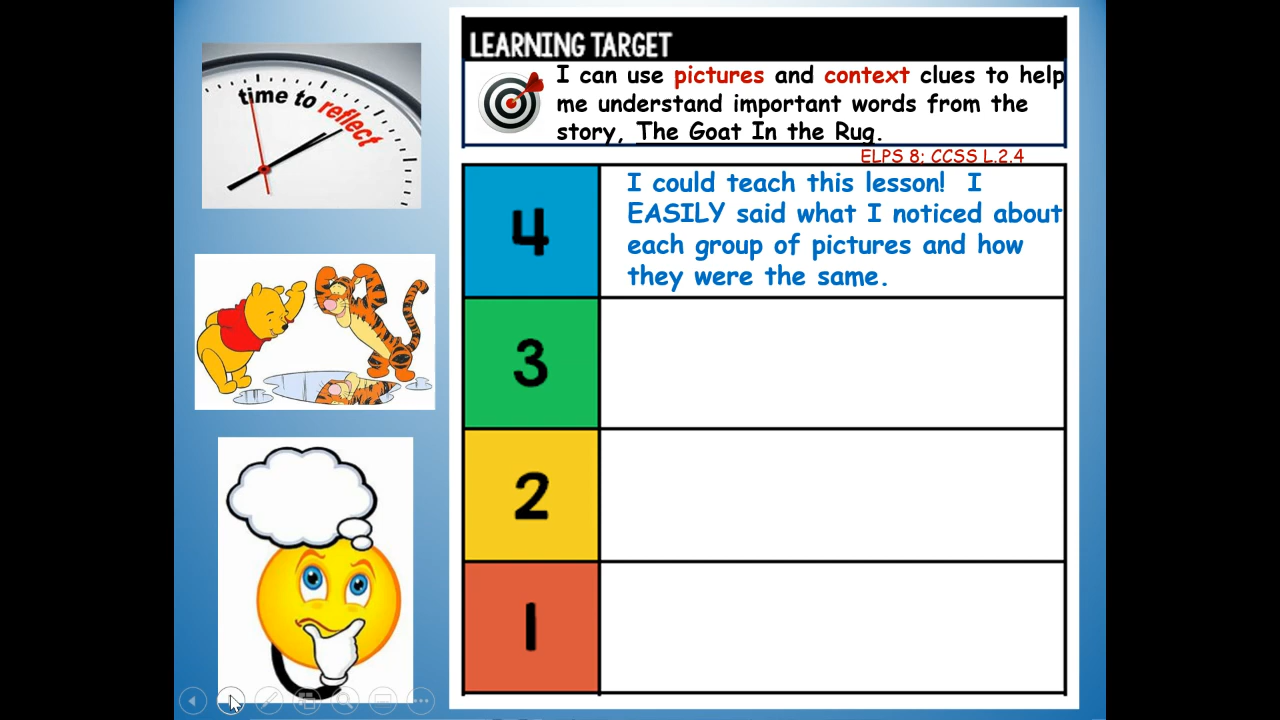 time to reflect
LEARNING TARGET
I can use pictures and context clues to help
me understand important words from the
story, The Goat In the Rug.
ELPS 8; CCSS L.2.4
4
I could teach this lesson! I
EASILY said what I noticed about
each group of pictures and how
they were the same.
3
2
1